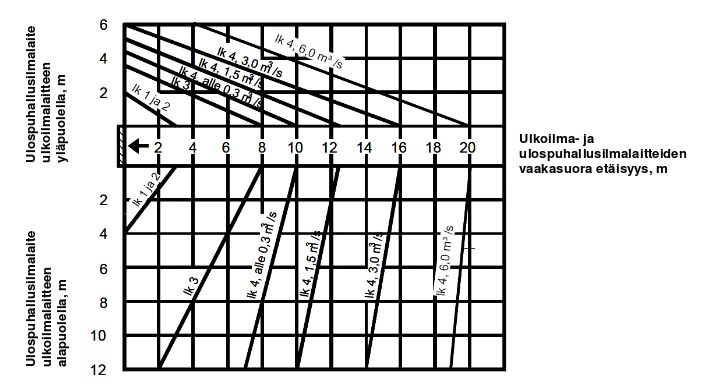 Ulospuhallusilmalaite
ulkoilmalaitteen
yläpuolella, m
6
4
2
lk 4, 6,0 m³/s
lk 4, 3,0 m³/s
lk 4, 1,5 m³/s
lk 4, alle 0,3 m³/s
lk 3
lk 1 ja 2
2 4 6 8 10 12 14 16 18 20
Ulkoilma- ja
ulospuhallusilmalaitteiden
vaakasuora etäisyys, m
Ulospuhallusilmalaite
ulkoilmalaitteen
alapuolella, m
2
4
6
8
10
12
lk 1 ja 2
lk 3
lk 4, alle 0,3 m³/s
lk 4, 1,5 m³/s
lk 4, 3,0 m³/s
lk 4, 6,0 m³/s